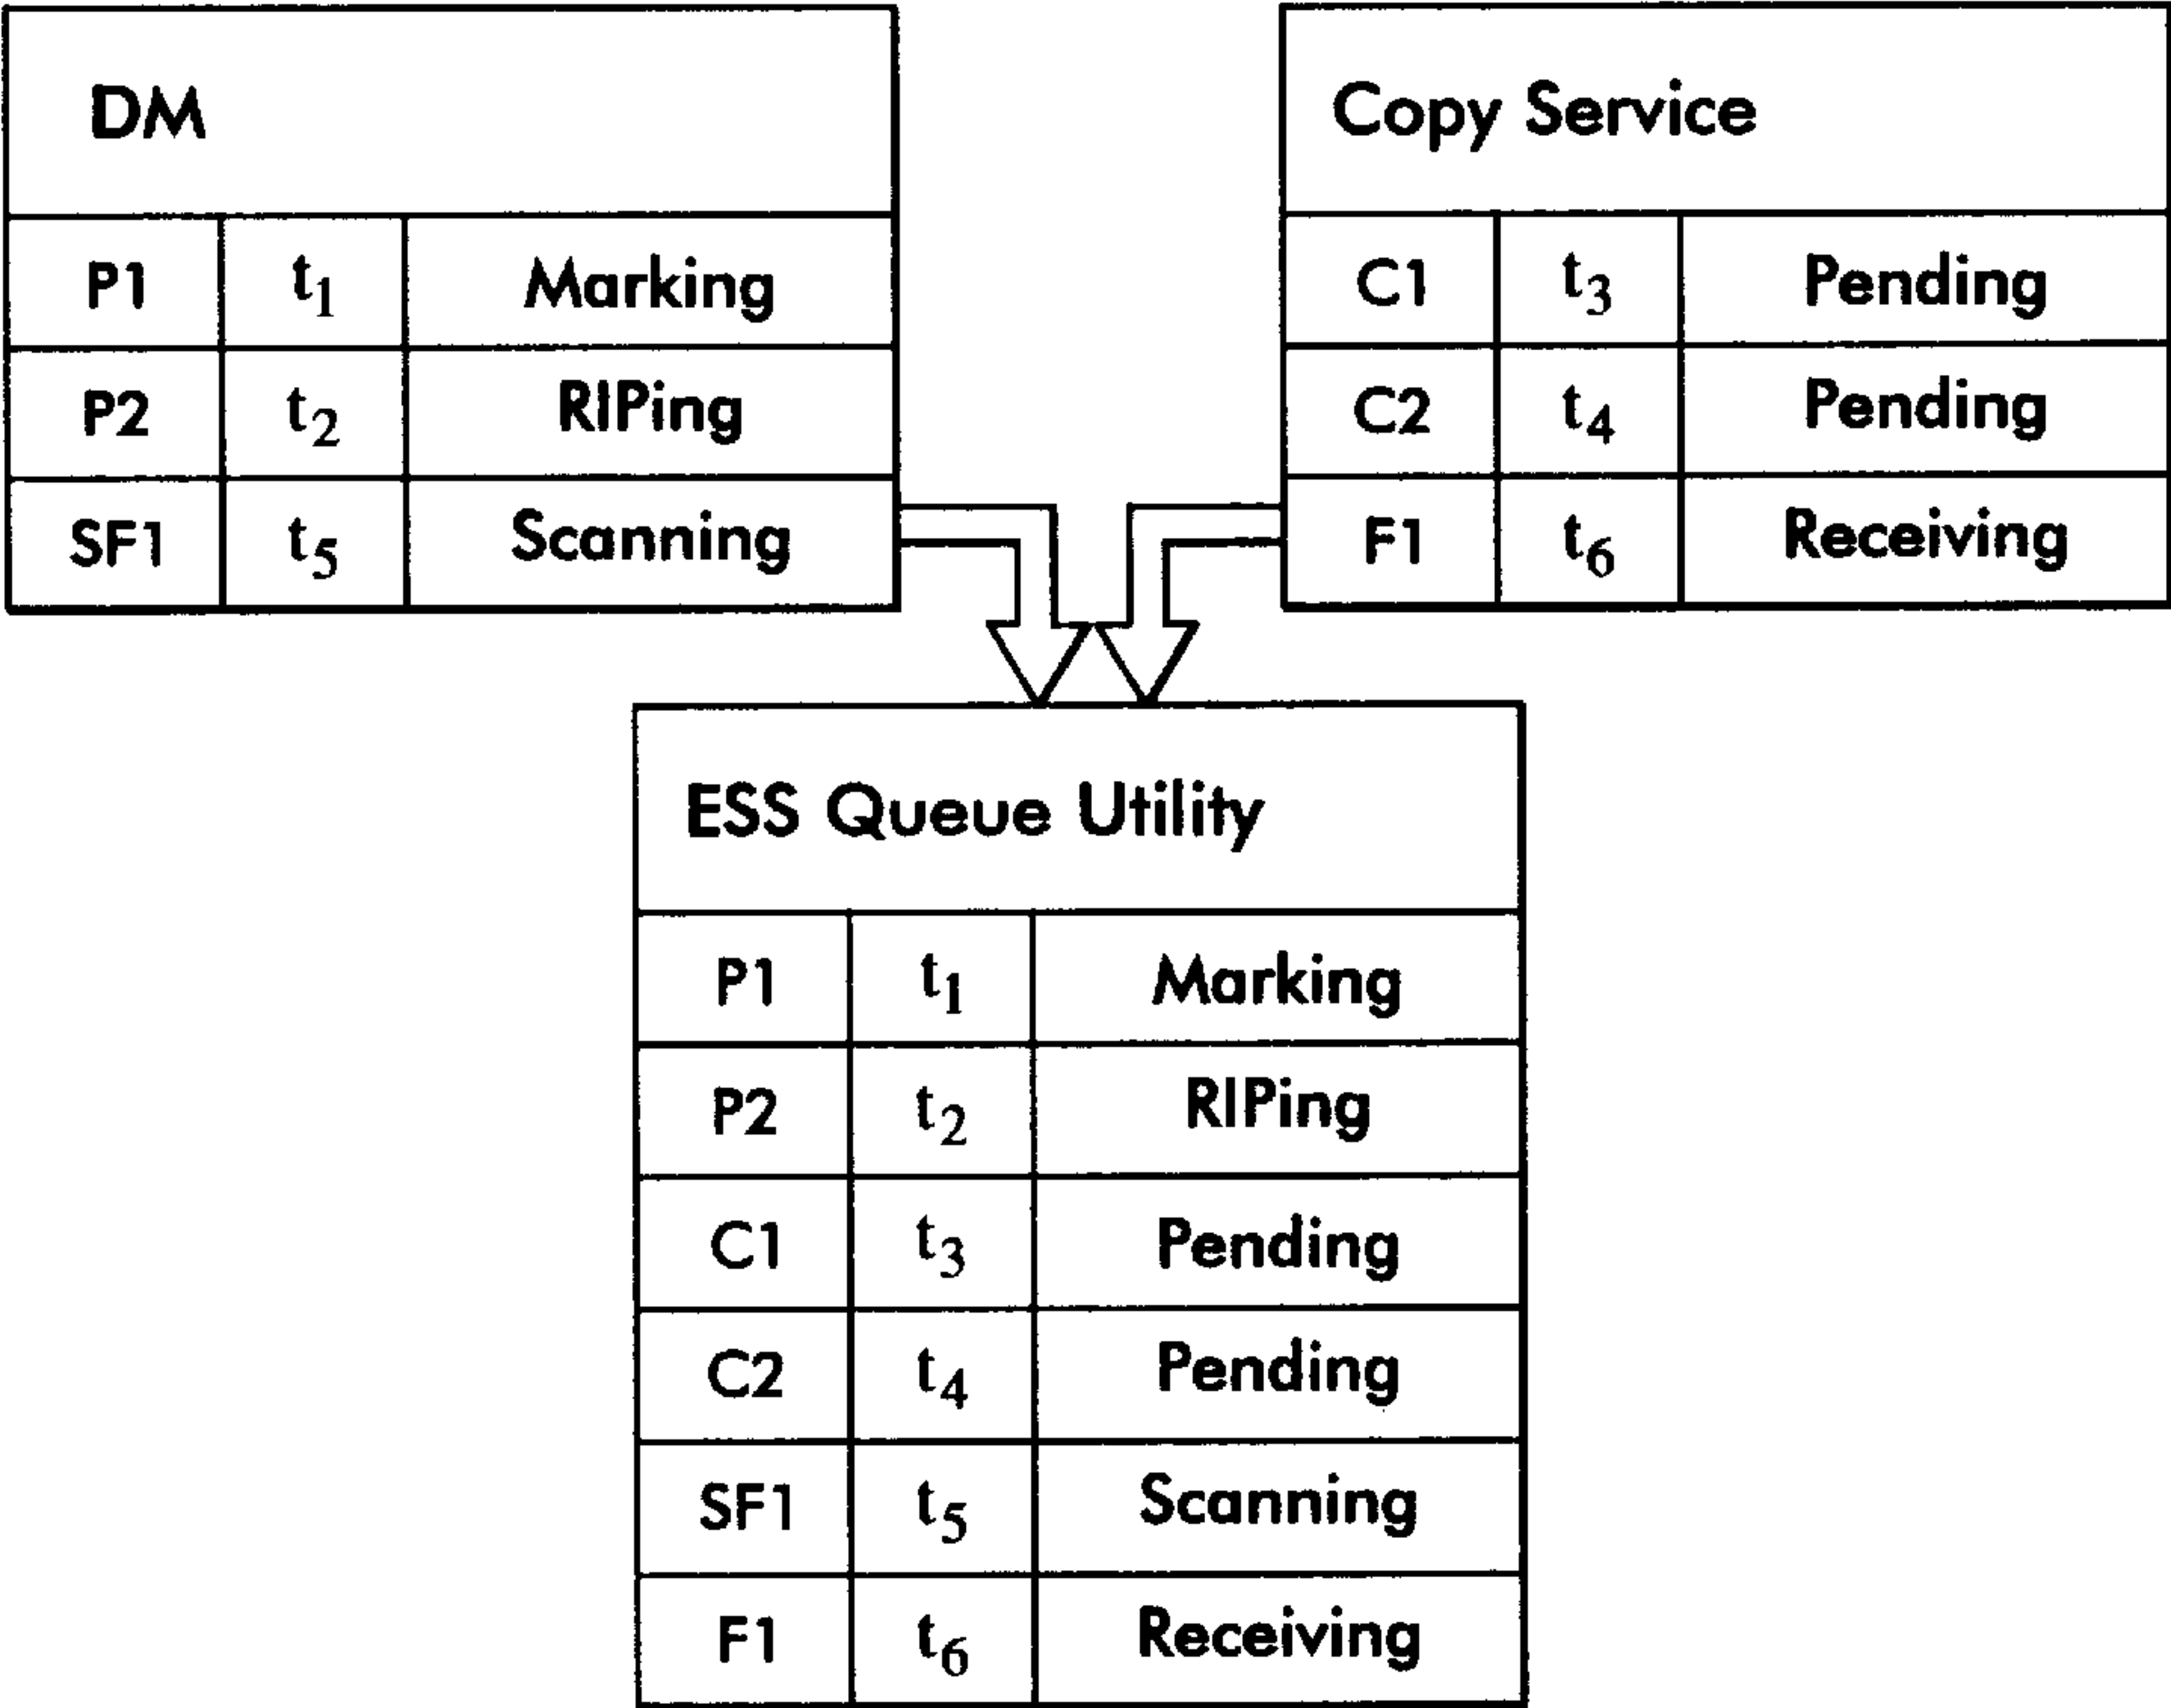 DM
P1 t₁ Marking
P2 t₂ RIPing
SF1 t₅ Scanning
Copy Service
C1 t₃ Pending
C2 t₄ Pending
F1 t₆ Receiving
ESS Queue Utility
P1 t₁ Marking
P2 t₂ RIPing
C1 t₃ Pending
C2 t₄ Pending
SF1 t₅ Scanning
F1 t₆ Receiving